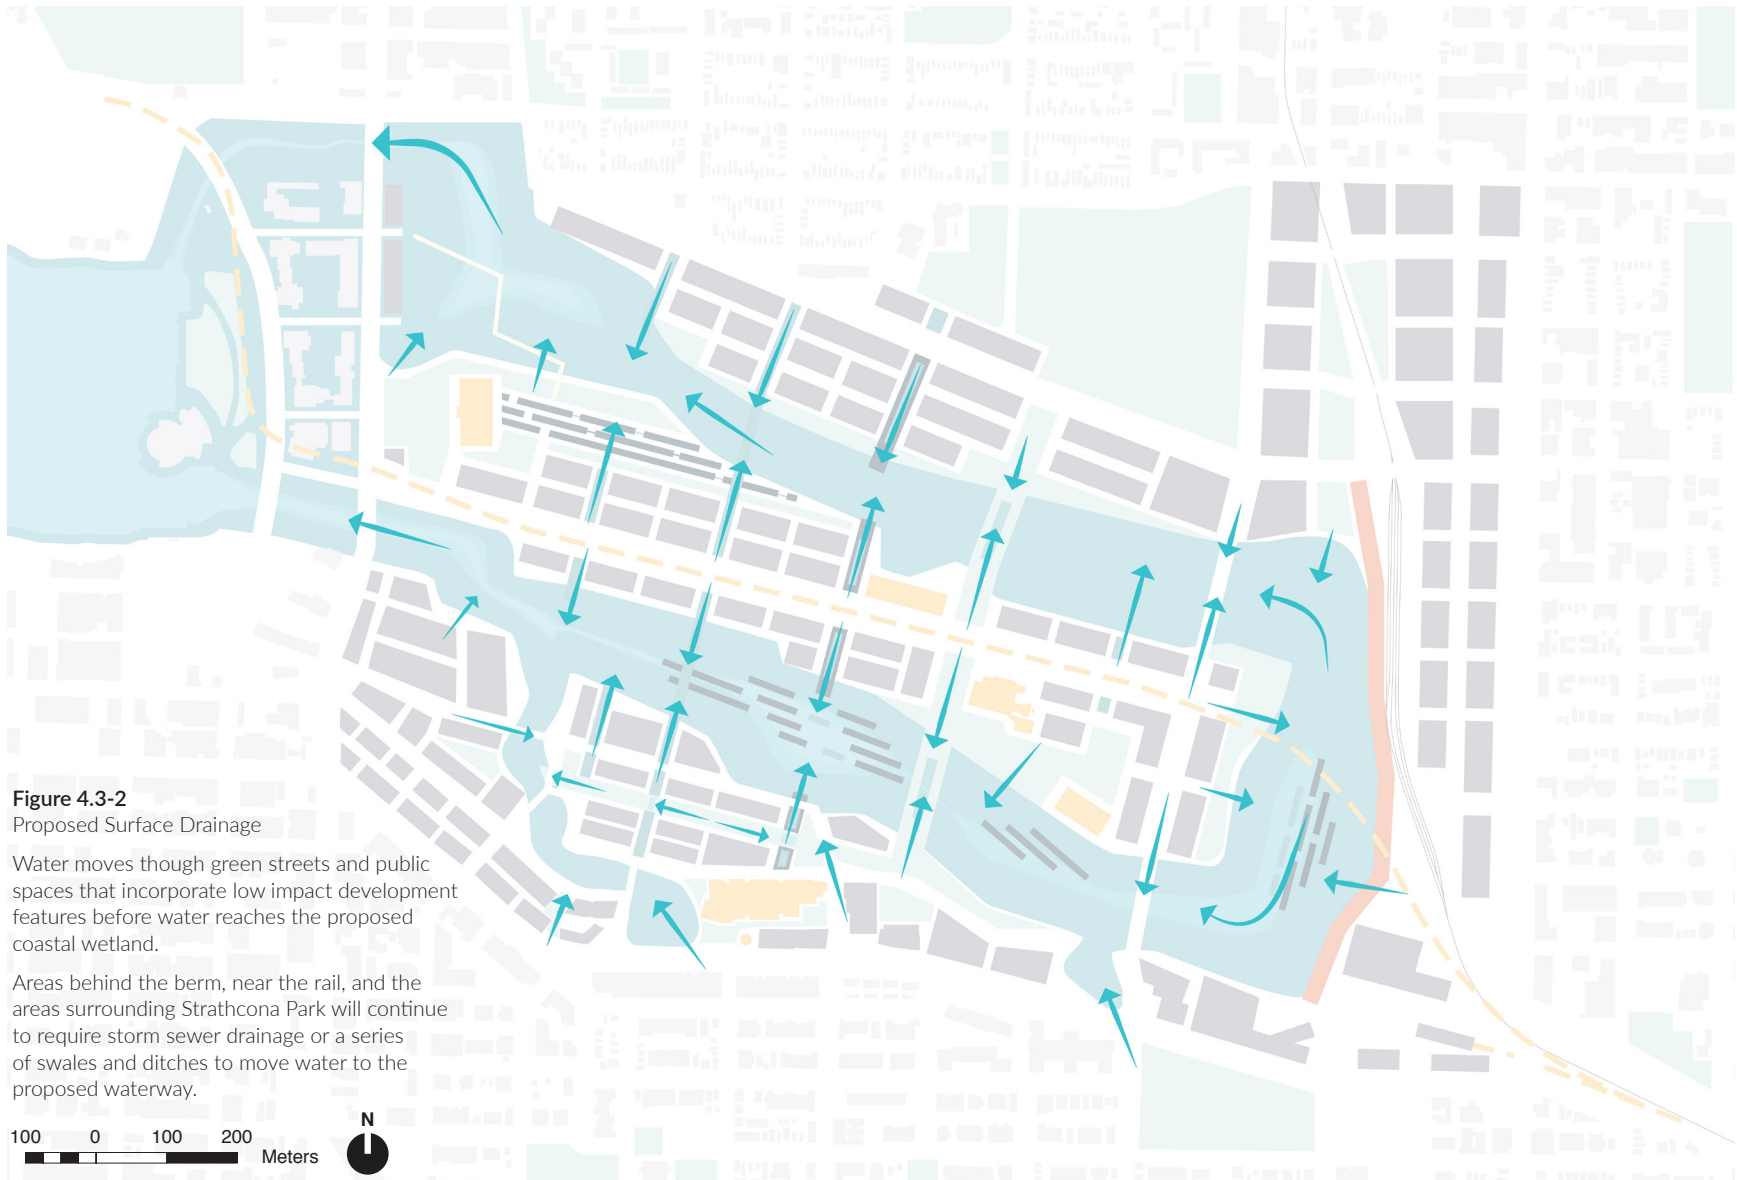 Figure 4.3-2
Proposed Surface Drainage
Water moves though green streets and public
spaces that incorporate low impact development
features before water reaches the proposed
coastal wetland.
Areas behind the berm, near the rail, and the
areas surrounding Strathcona Park will continue
to require storm sewer drainage or a series
of swales and ditches to move water to the
proposed waterway.
100 0 100 200
Meters
N